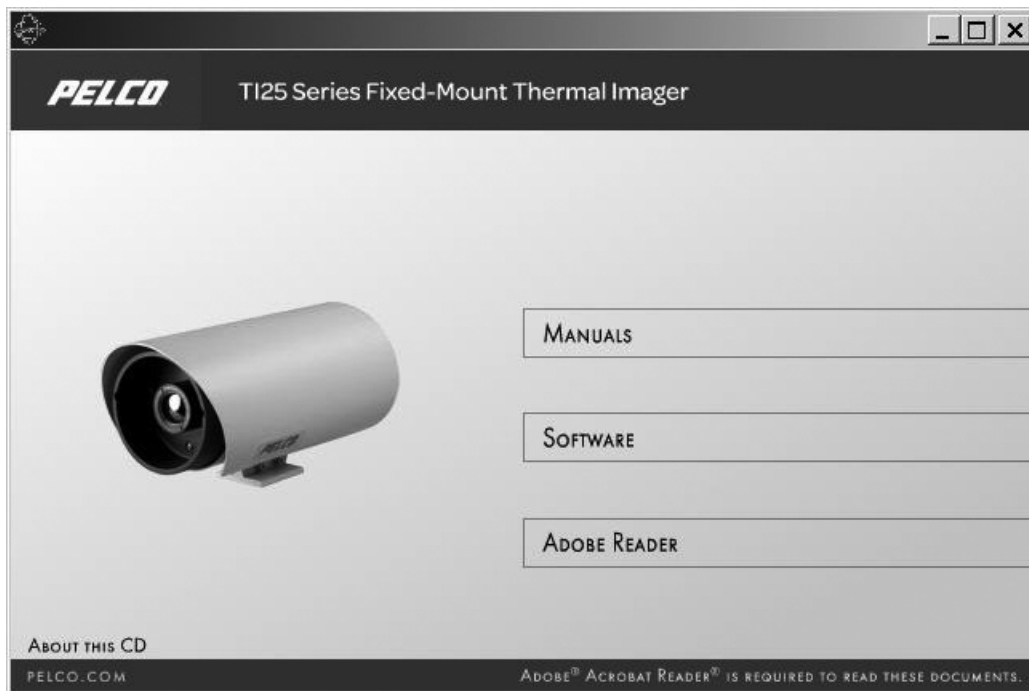 PELCO
TI25 Series Fixed-Mount Thermal Imager
MANUALS
SOFTWARE
PELCO
ADOBE READER
ABOUT THIS CD
PELCO.COM
ADOBE® ACROBAT READER® IS REQUIRED TO READ THESE DOCUMENTS.